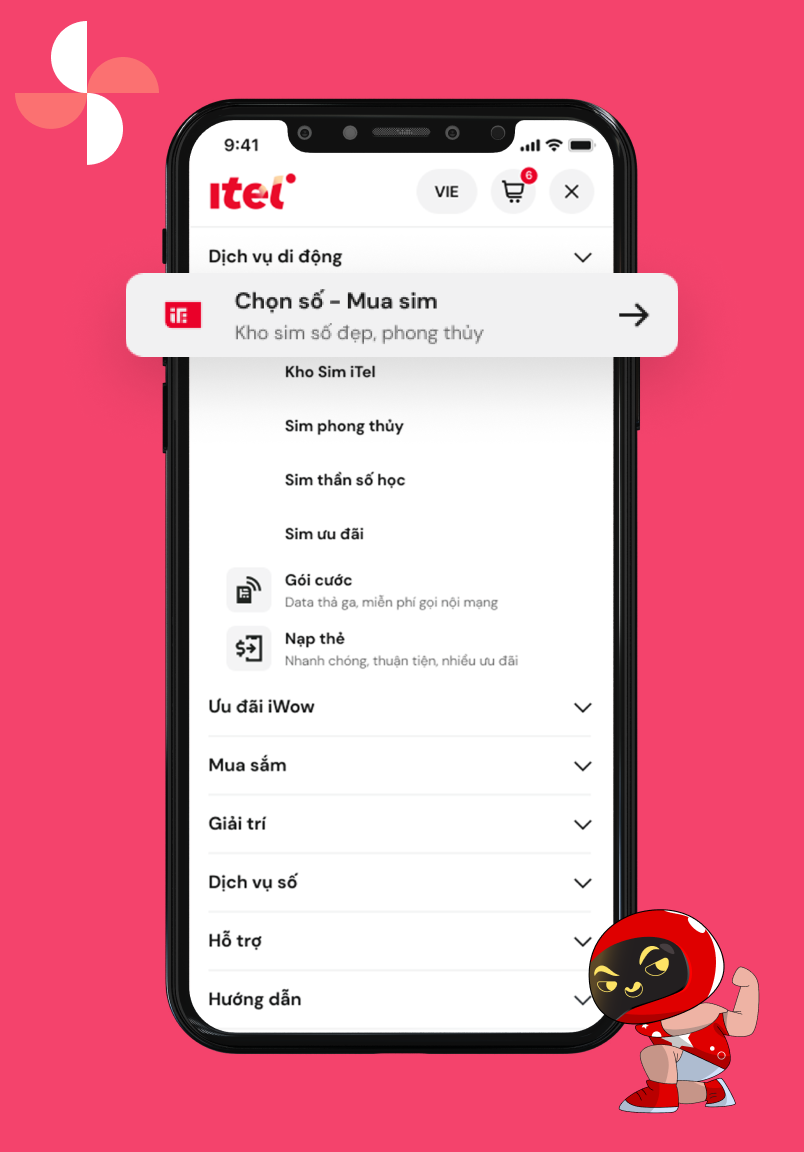 9:41
itel
VIE
6
Dịch vụ di động
Chọn số - Mua sim
Kho sim số đẹp, phong thủy
Kho Sim iTel
Sim phong thủy
Sim thần số học
Sim ưu đãi
Gói cước
Data thả ga, miễn phí gọi nội mạng
Nạp thẻ
Nhanh chóng, thuận tiện, nhiều ưu đãi
Ưu đãi iWow
Mua sắm
Giải trí
Dịch vụ số
Hỗ trợ
Hướng dẫn